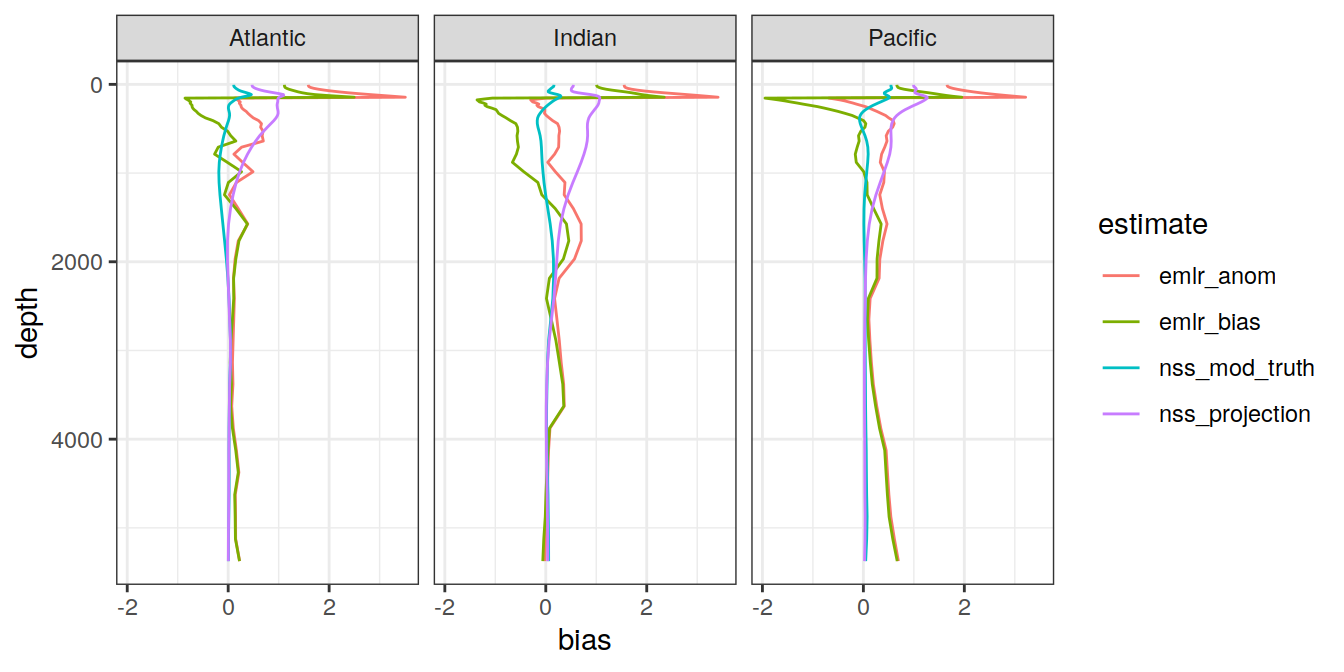 Atlantic Indian Pacific
0
2000
4000
depth
-2 0 2 -2 0 2 -2 0 2
bias
estimate
emlr_anom
emlr_bias
nss_mod_truth
nss_projection